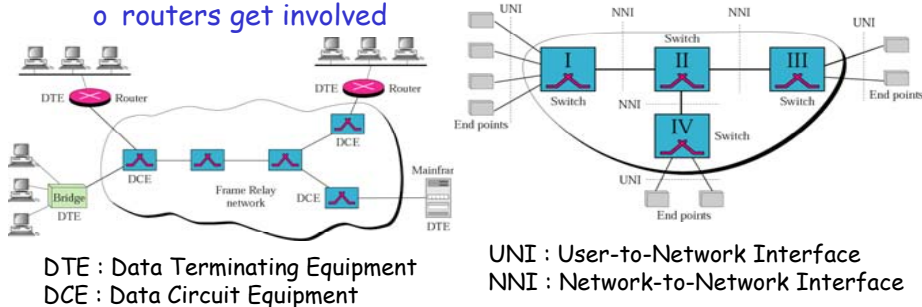 o routers get involved
DTE
Router
DTE
Router
DCE
DCE
Frame Relay
network
DCE
Bridge
DTE
Mainfran
DTE
DTE : Data Terminating Equipment
DCE : Data Circuit Equipment
UNI
NNI
NNI
UNI
Switch
I
II
III
Switch
Switch
NNI
End points
End points
IV
Switch
UNI
End points
UNI : User-to-Network Interface
NNI : Network-to-Network Interface